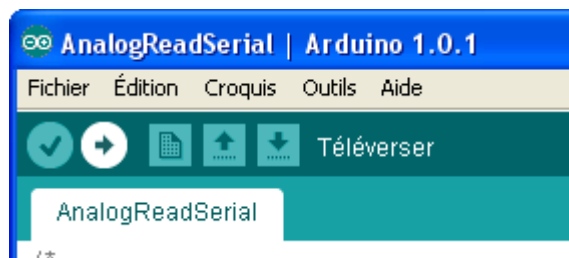 AnalogReadSerial | Arduino 1.0.1
Fichier Édition Croquis Outils Aide
Téléverser
AnalogReadSerial
/*